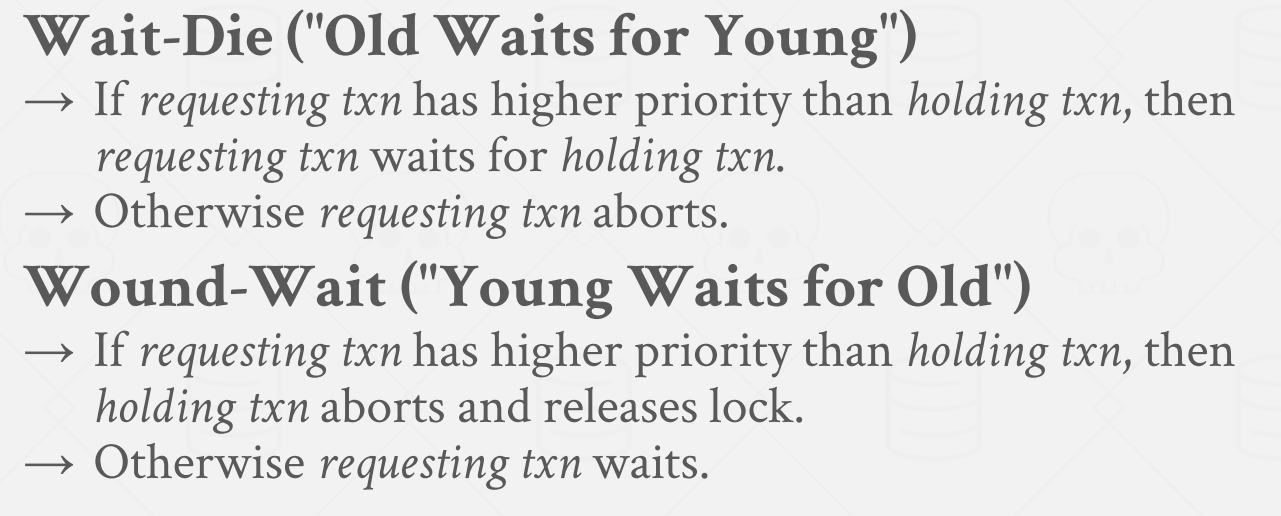 Wait-Die ("Old Waits for Young")
→ If requesting txn has higher priority than holding txn, then
requesting txn waits for holding txn.
→ Otherwise requesting txn aborts.
Wound-Wait ("Young Waits for Old")
→ If requesting txn has higher priority than holding txn, then
holding txn aborts and releases lock.
→ Otherwise requesting txn waits.